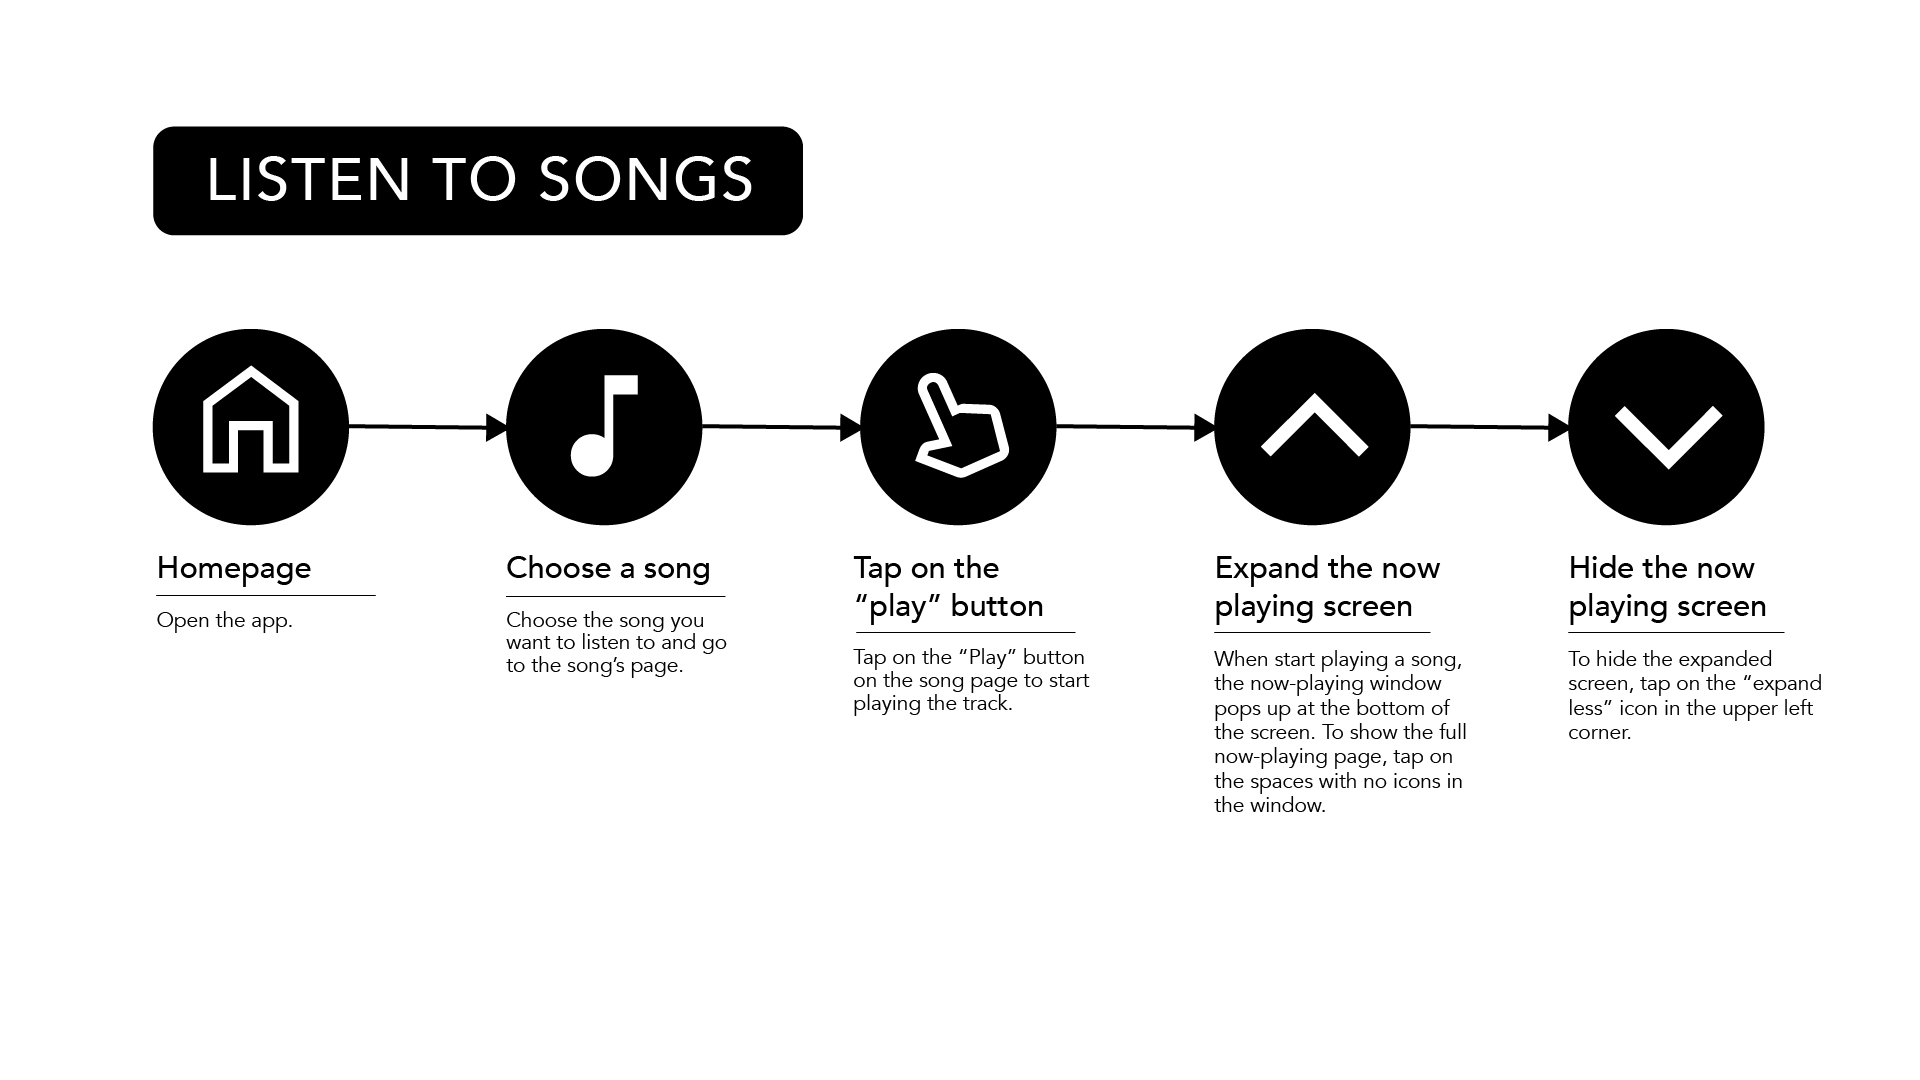 LISTEN TO SONGS
Homepage
Open the app.
Choose a song
Choose the song you
want to listen to and go
to the song’s page.
Tap on the
“play” button
Tap on the “Play” button
on the song page to start
playing the track.
Expand the now
playing screen
When start playing a song,
the now-playing window
pops up at the bottom of
the screen. To show the full
now-playing page, tap on
the spaces with no icons in
the window.
Hide the now
playing screen
To hide the expanded
screen, tap on the “expand
less” icon in the upper left
corner.